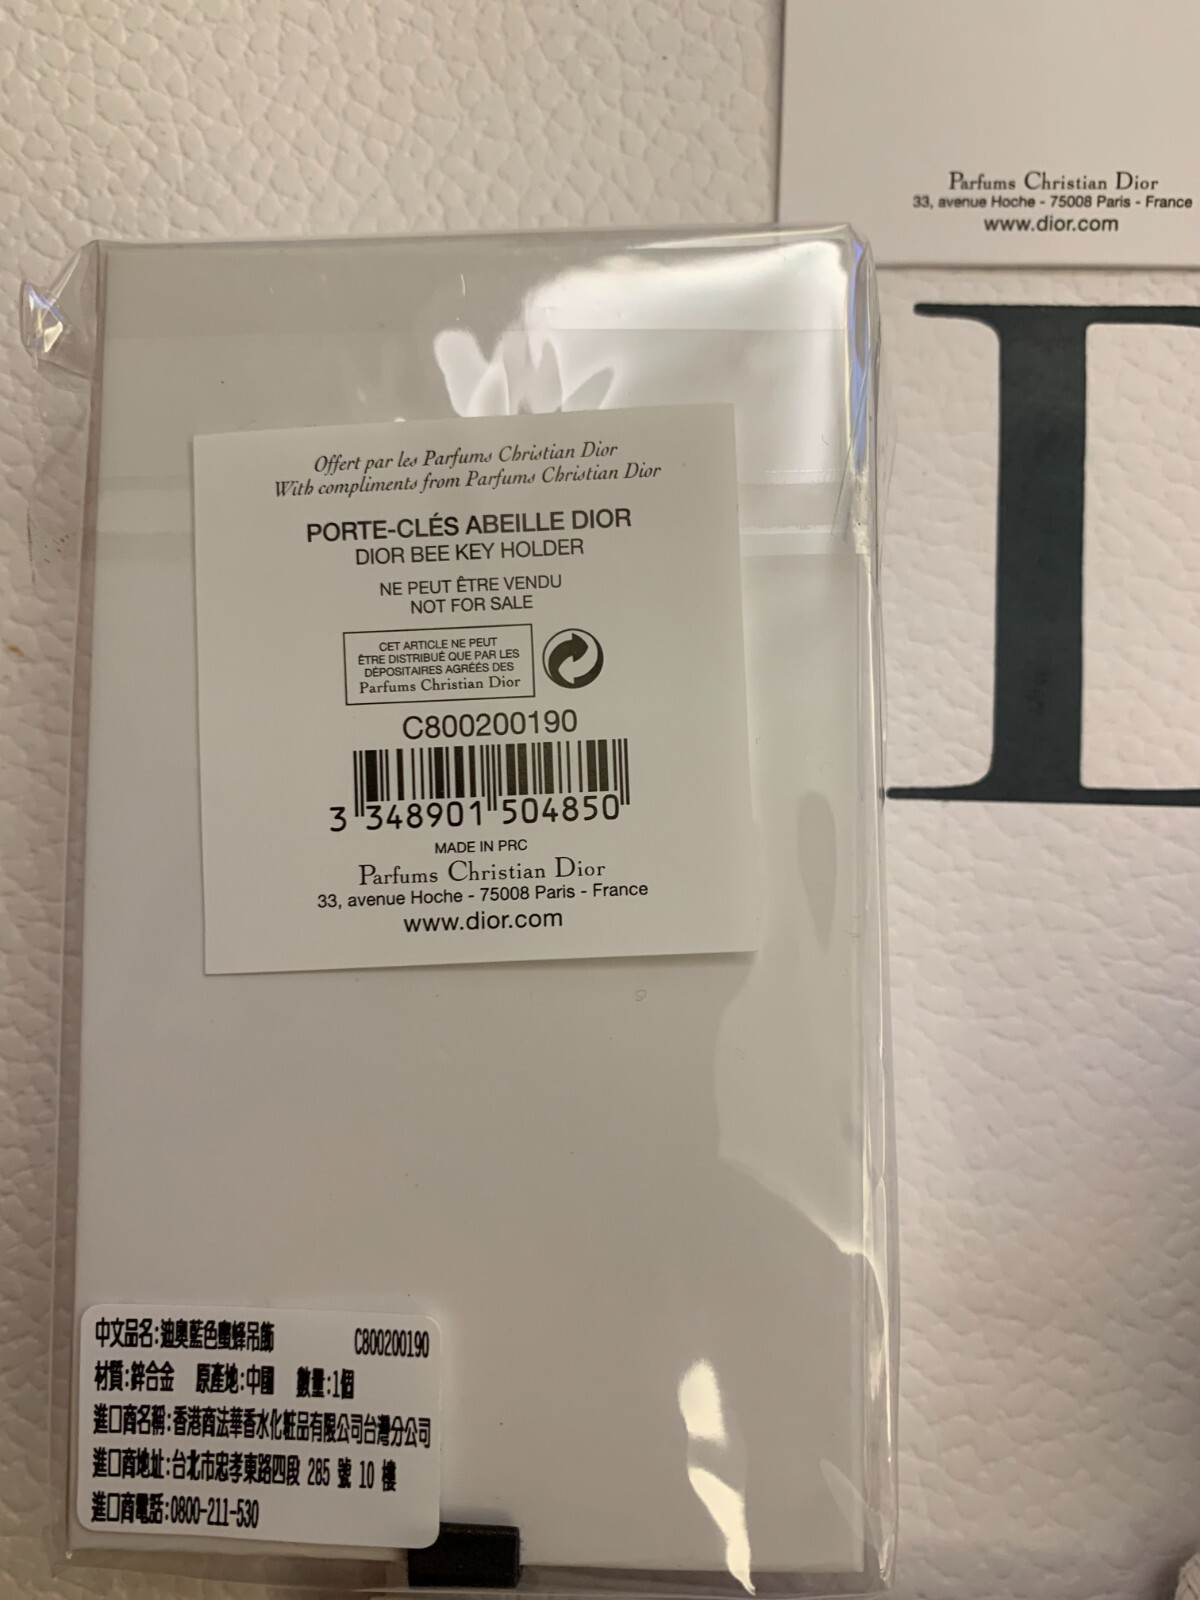 Parfums Christian Dior
33, avenue Hoche - 75008 Paris - France
www.dior.com
D
Offert par les Parfums Christian Dior
With compliments from Parfums Christian Dior
PORTE-CLÉS ABEILLE DIOR
DIOR BEE KEY HOLDER
NE PEUT ÊTRE VENDU
NOT FOR SALE
CET ARTICLE NE PEUT
ÊTRE DISTRIBUÉ QUE PAR LES
DÉPOSITAIRES AGRÉÉS DES
Parfums Christian Dior
C800200190
3 348901 504850
MADE IN PRC
Parfums Christian Dior
33, avenue Hoche - 75008 Paris - France
www.dior.com
中文品名:迪奧藍色蜜蜂吊飾 C800200190
材質:鋅合金 原產地:中國 數量:1個
進口商名稱:香港商法華香水化粧品有限公司台灣分公司
進口商地址:台北市忠孝東路四段 285 號 10 樓
進口商電話:0800-211-530